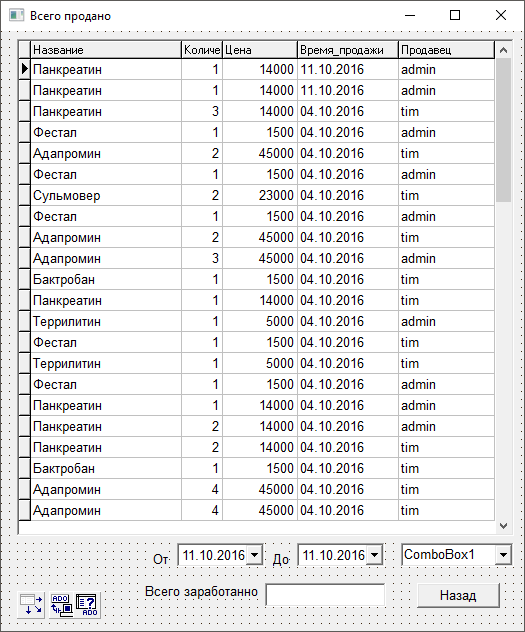 Всего продано
Название Количе Цена Время_продажи Продавец
Панкреатин 1 14000 11.10.2016 admin
Панкреатин 1 14000 11.10.2016 admin
Панкреатин 3 14000 04.10.2016 tim
Фестал 1 1500 04.10.2016 admin
Адапромин 2 45000 04.10.2016 tim
Фестал 1 1500 04.10.2016 admin
Сульмовер 2 23000 04.10.2016 tim
Фестал 1 1500 04.10.2016 admin
Адапромин 2 45000 04.10.2016 tim
Адапромин 3 45000 04.10.2016 admin
Бактробан 1 1500 04.10.2016 tim
Панкреатин 1 14000 04.10.2016 tim
Террилитин 1 5000 04.10.2016 admin
Фестал 1 1500 04.10.2016 tim
Террилитин 1 5000 04.10.2016 tim
Фестал 1 1500 04.10.2016 admin
Панкреатин 1 14000 04.10.2016 admin
Панкреатин 2 14000 04.10.2016 admin
Панкреатин 2 14000 04.10.2016 tim
Бактробан 1 1500 04.10.2016 tim
Адапромин 4 45000 04.10.2016 tim
Адапромин 4 45000 04.10.2016 tim
От 11.10.2016 До 11.10.2016 ComboBox1
Всего заработанно Назад
ADO ADO